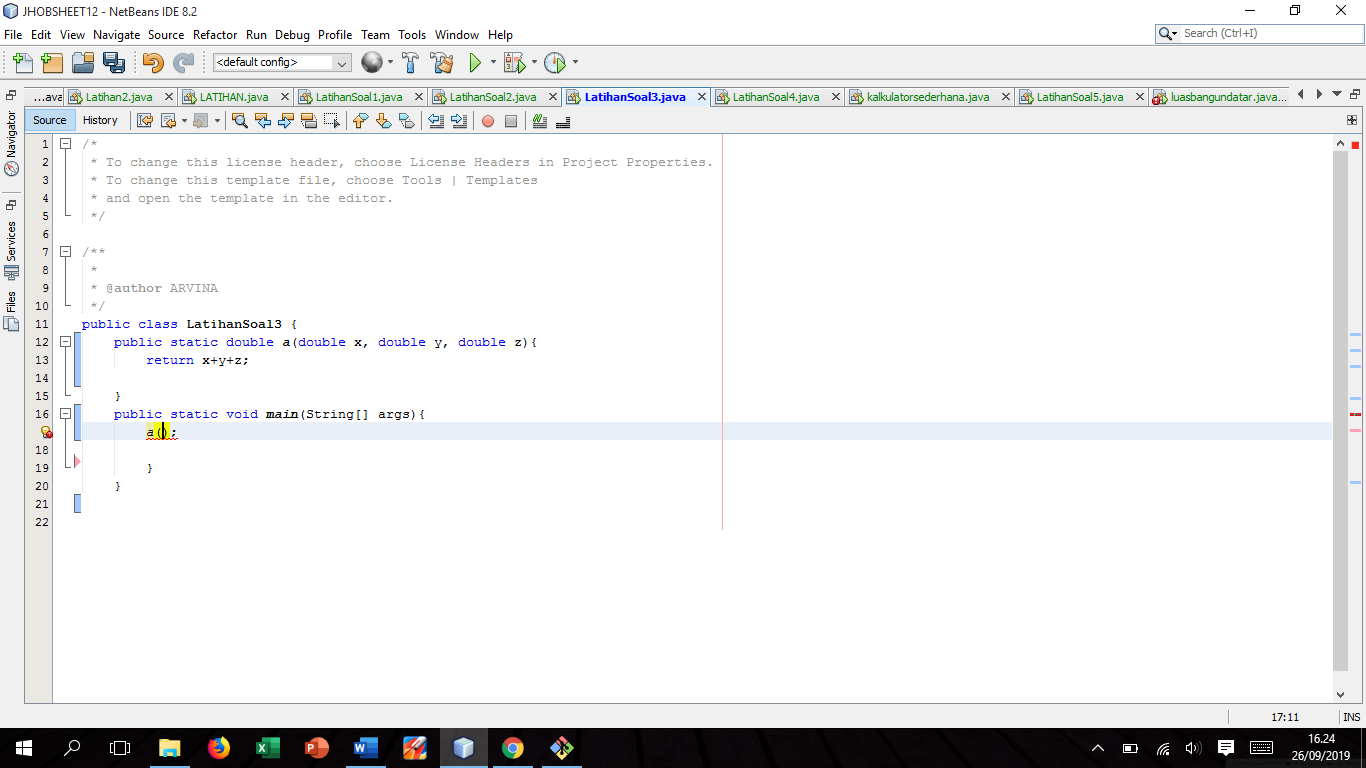 JHOBSHEET12 - NetBeans IDE 8.2
File Edit View Navigate Source Refactor Run Debug Profile Team Tools Window Help
Search (Ctrl+I)
<default config>
...ava Latihan2.java LATIHAN.java LatihanSoal1.java LatihanSoal2.java LatihanSoal3.java LatihanSoal4.java kalkulatorsederhana.java LatihanSoal5.java luasbangundatar.java...
Source History
Navigator
Services
Files
1 /*
2 * To change this license header, choose License Headers in Project Properties.
3 * To change this template file, choose Tools | Templates
4 * and open the template in the editor.
5 */
6
7 /**
8 *
9 * @author ARVINA
10 */
11 public class LatihanSoal3 {
12 public static double a(double x, double y, double z){
13 return x+y+z;
14
15 }
16 public static void main(String[] args){
a();
18
19 }
20 }
21
22
17:11 INS
16.24
26/09/2019